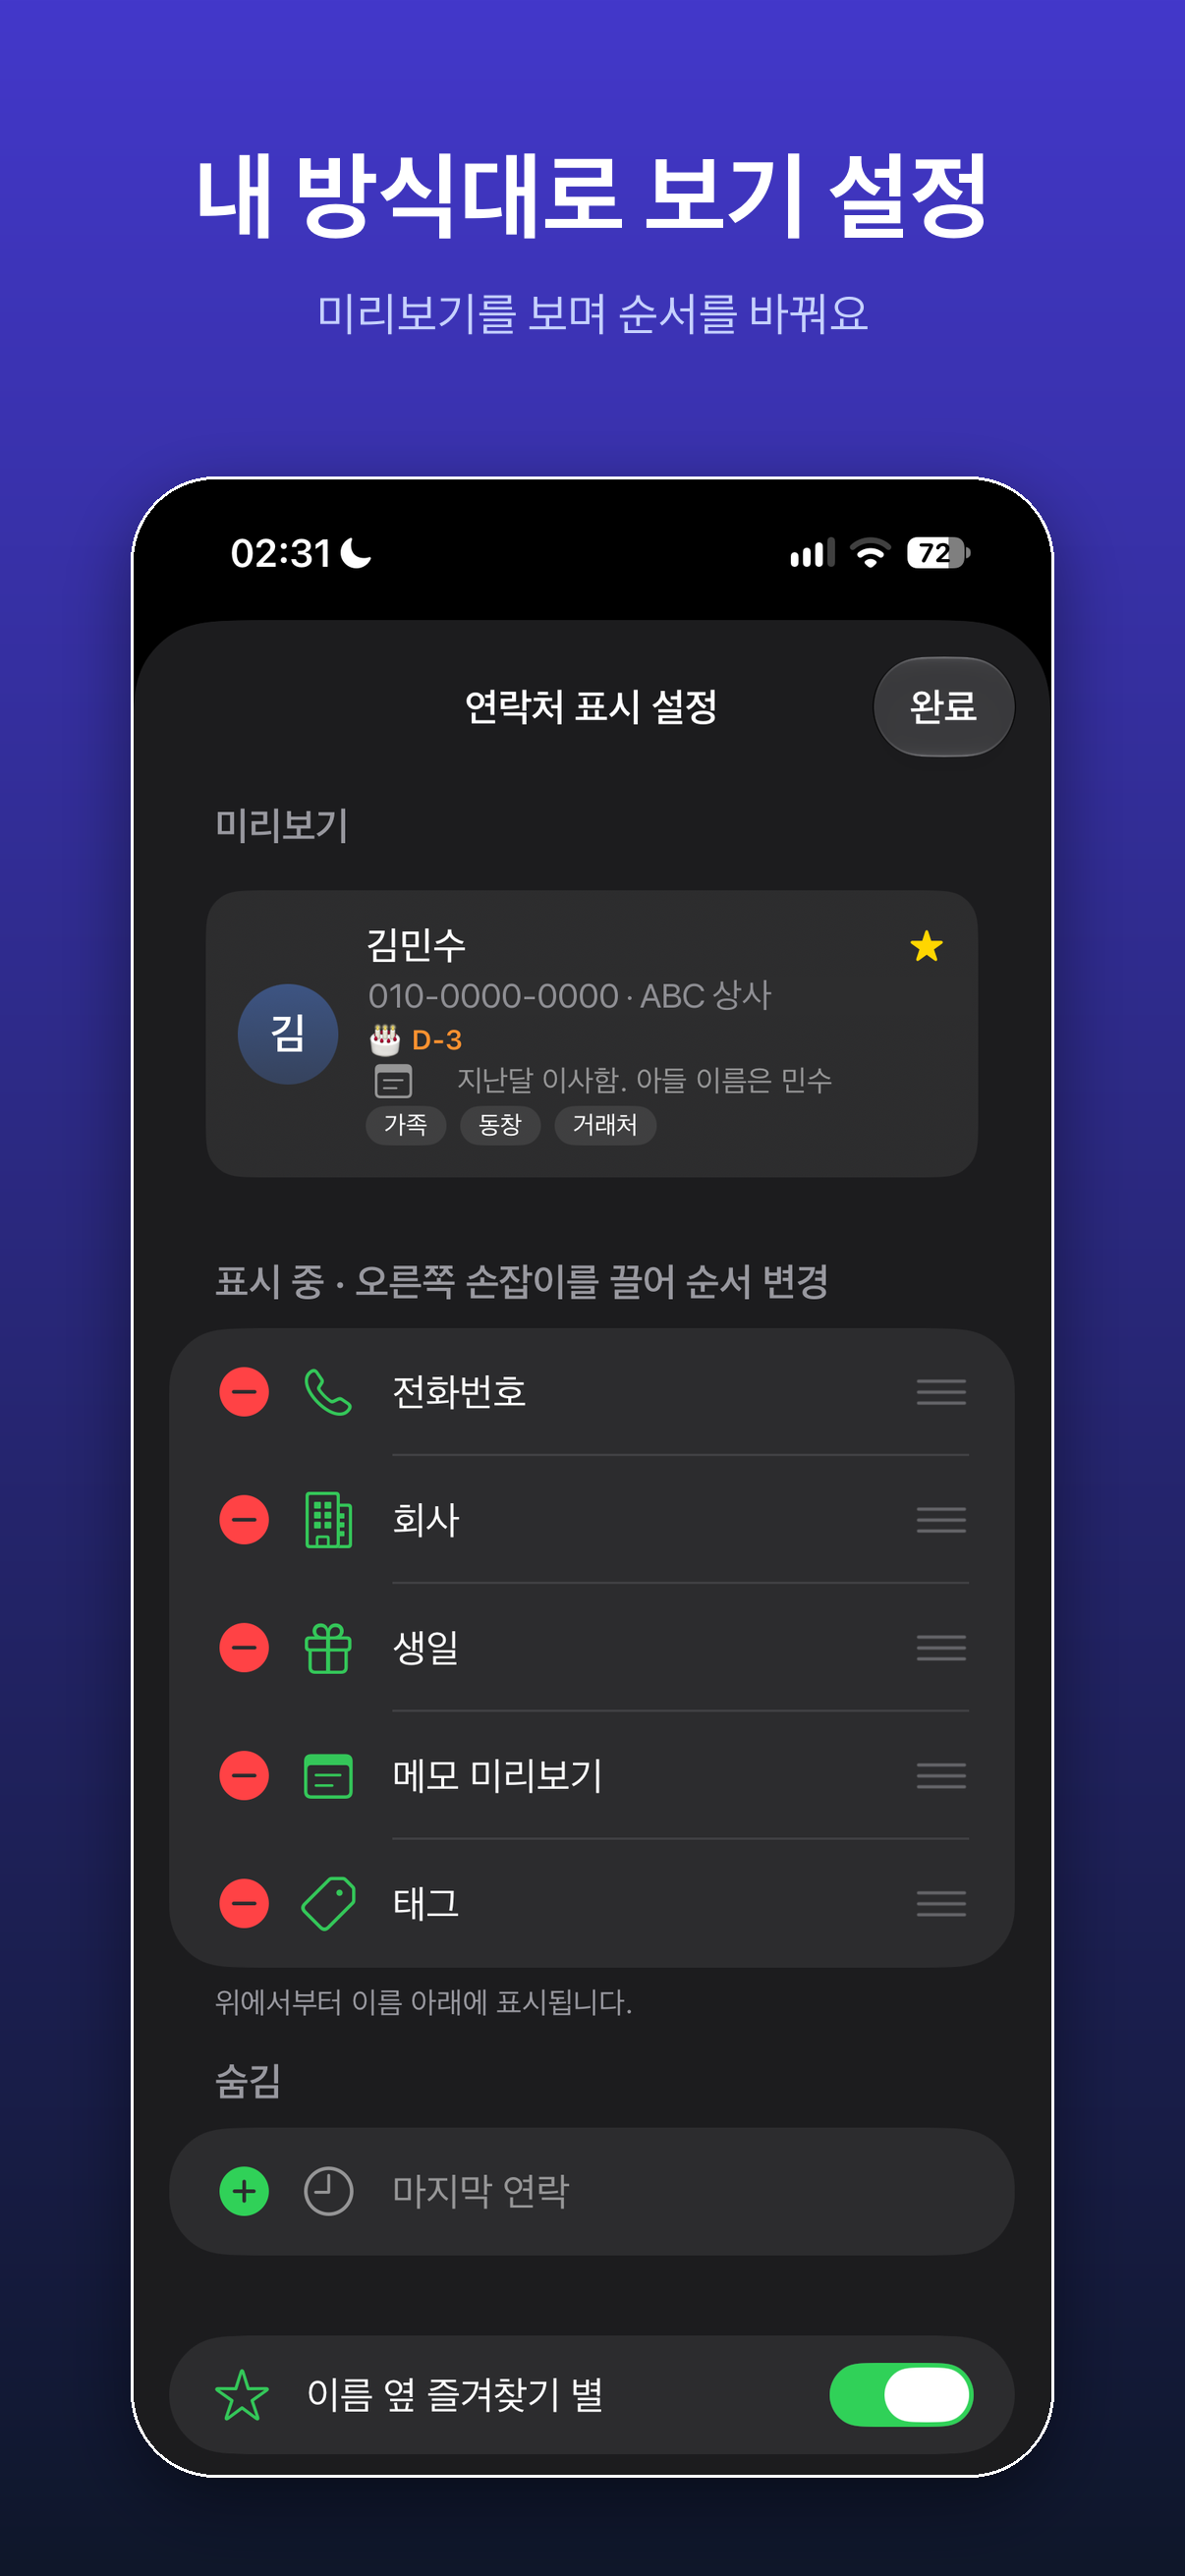 내 방식대로 보기 설정
미리보기를 보며 순서를 바꿔요
02:31
72
연락처 표시 설정
완료
미리보기
김
김민수
010-0000-0000 · ABC 상사
D-3
지난달 이사함. 아들 이름은 민수
가족 동창 거래처
표시 중 · 오른쪽 손잡이를 끌어 순서 변경
전화번호
회사
생일
메모 미리보기
태그
위에서부터 이름 아래에 표시됩니다.
숨김
마지막 연락
이름 옆 즐겨찾기 별